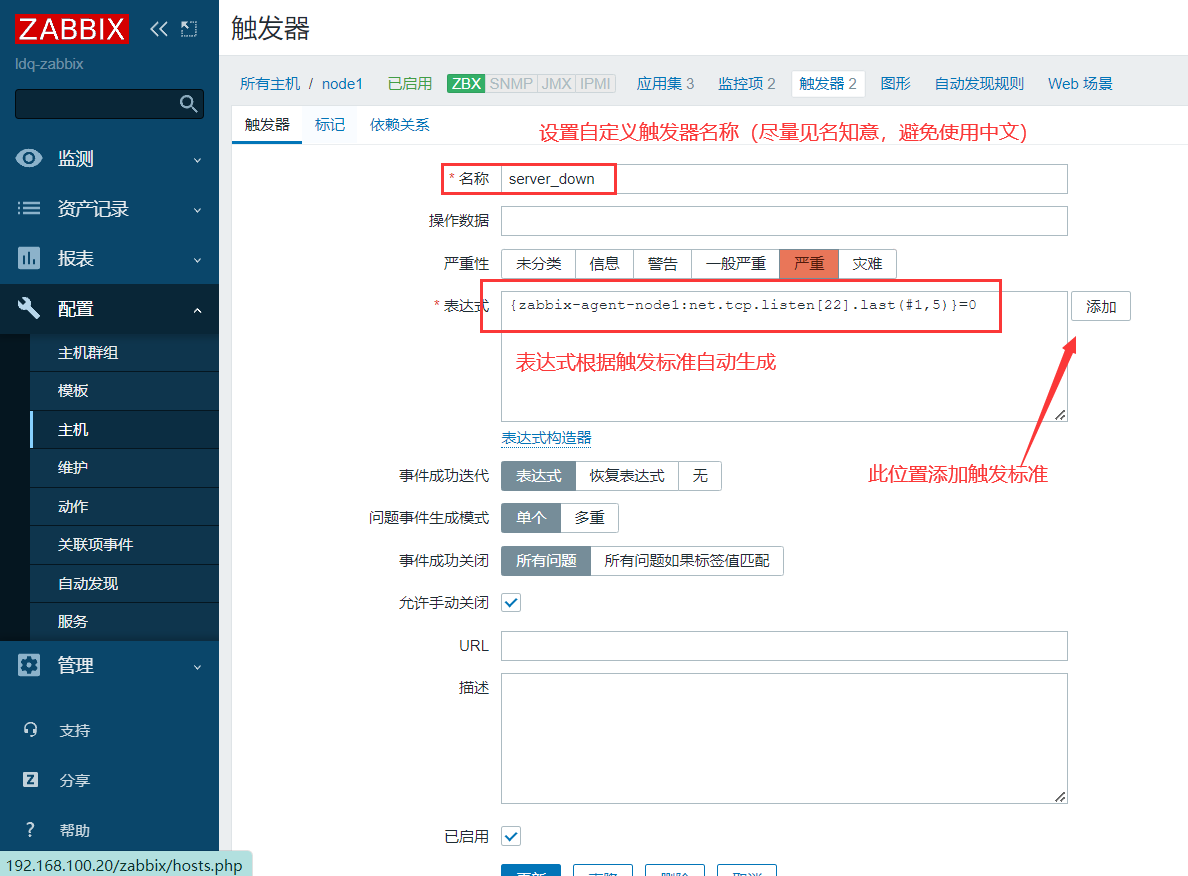 ZABBIX
ldq-zabbix
监测
资产记录
报表
配置
主机群组
模板
主机
维护
动作
关联项事件
自动发现
服务
管理
支持
Z 分享
? 帮助
192.168.100.20/zabbix/hosts.php
触发器
所有主机 / node1 已启用 ZBX SNMP JMX IPMI 应用集 3 监控项 2 触发器 2 图形 自动发现规则 Web 场景
触发器 标记 依赖关系
设置自定义触发器名称（尽量见名知意，避免使用中文）
* 名称 server_down
操作数据
严重性 未分类 信息 警告 一般严重 严重 灾难
* 表达式 {zabbix-agent-node1:net.tcp.listen[22].last(#1,5)}=0 添加
表达式根据触发标准自动生成
表达式构造器
此位置添加触发标准
事件成功迭代 表达式 恢复表达式 无
问题事件生成模式 单个 多重
事件成功关闭 所有问题 所有问题如果标签值匹配
允许手动关闭
URL
描述
已启用
更新 克隆 删除 取消